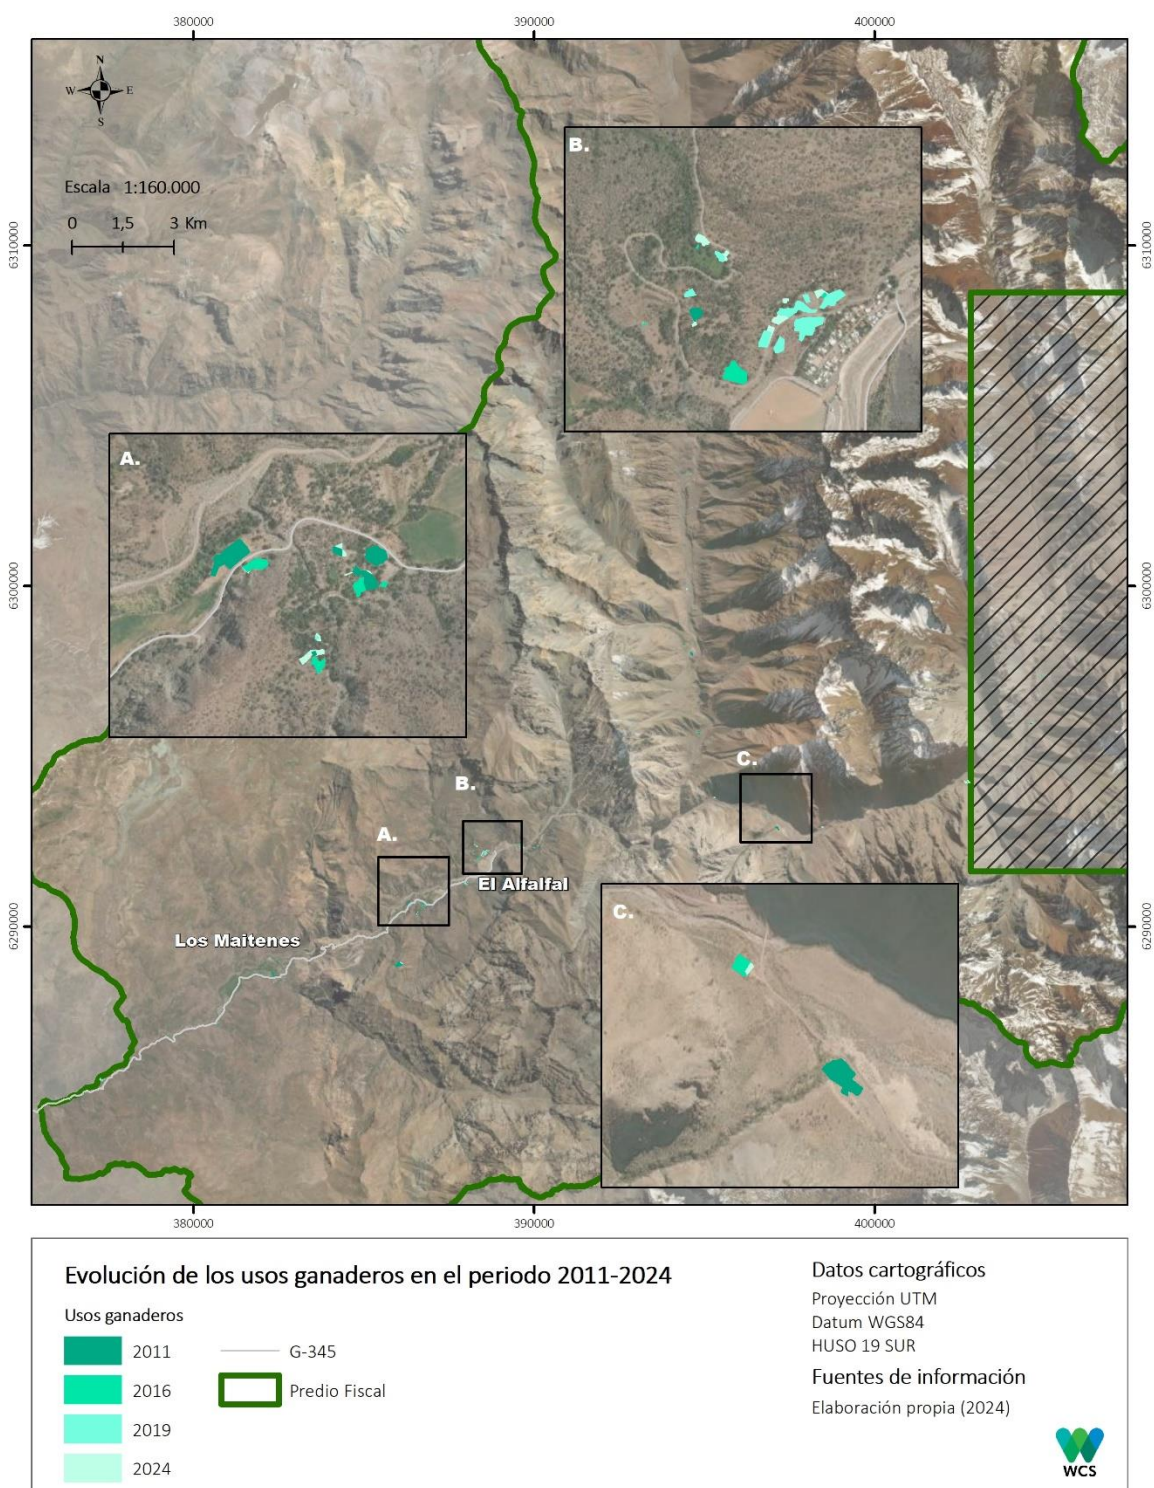 380000
390000
400000
N
W
E
S
B.
Escala 1:160.000
0
1,5
3 Km
6310000
6310000
A.
6300000
6300000
C.
B.
A.
El Alfalfal
C.
Los Maitenes
6290000
6290000
380000
390000
400000
Evolución de los usos ganaderos en el periodo 2011-2024
Usos ganaderos
2011
2016
2019
2024
G-345
Predio Fiscal
Datos cartográficos
Proyección UTM
Datum WGS84
HUSO 19 SUR
Fuentes de información
Elaboración propia (2024)
WCS